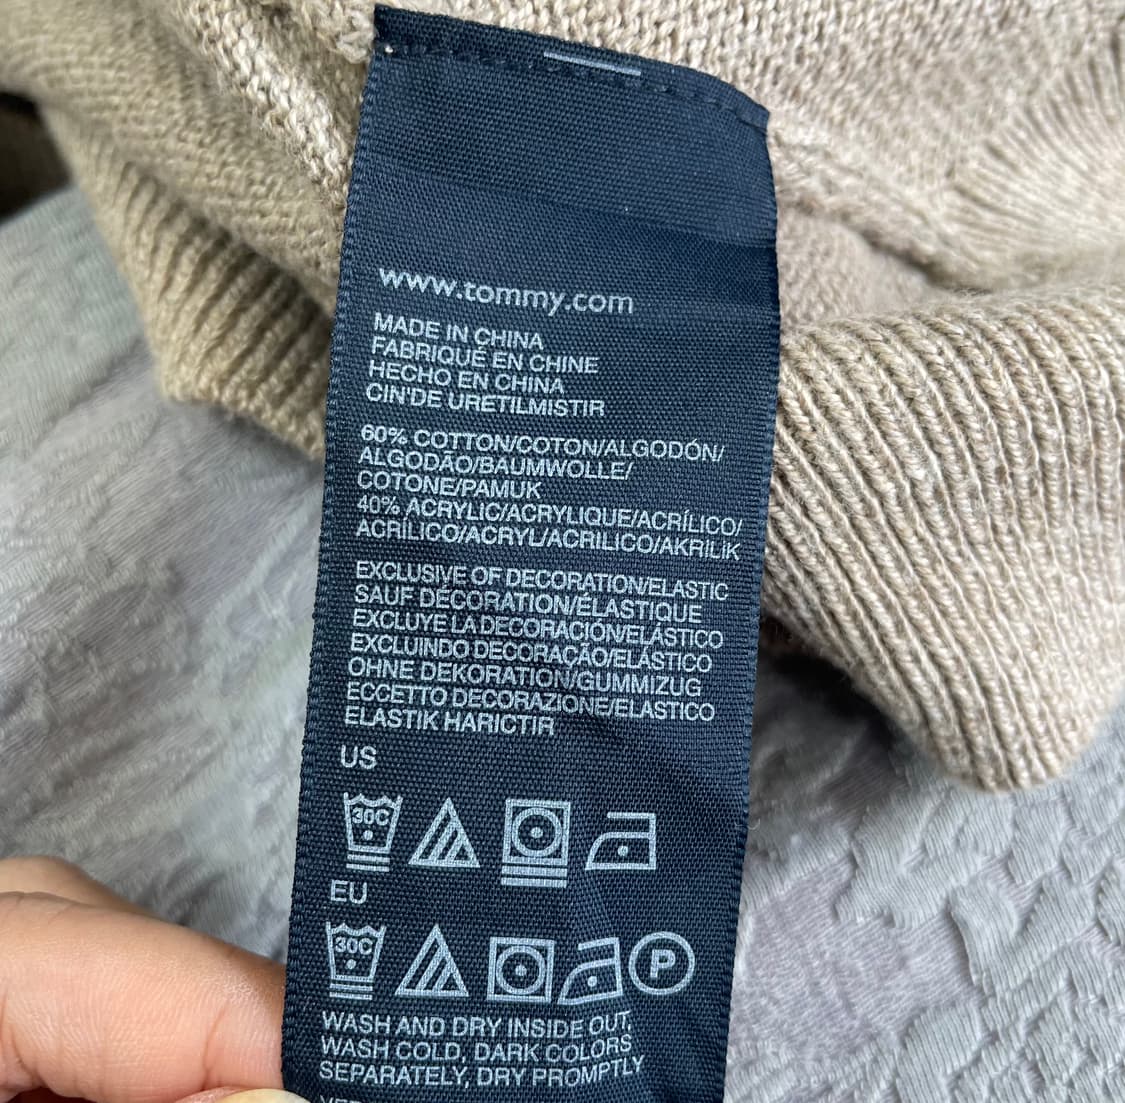 www.tommy.com
MADE IN CHINA
FABRIQUÉ EN CHINE
HECHO EN CHINA
CIN'DE URETILMISTIR
60% COTTON/COTON/ALGODÓN/
ALGODÃO/BAUMWOLLE/
COTONE/PAMUK
40% ACRYLIC/ACRYLIQUE/ACRÍLICO/
ACRÍLICO/ACRYL/ACRILICO/AKRİLİK
EXCLUSIVE OF DECORATION/ELASTIC
SAUF DÉCORATION/ÉLASTIQUE
EXCLUYE LA DECORACIÓN/ELÁSTICO
EXCLUINDO DECORAÇÃO/ELÁSTICO
OHNE DEKORATION/GUMMIZUG
ECCETTO DECORAZIONE/ELASTICO
ELASTIK HARICTIR
US
30C
EU
30C P
WASH AND DRY INSIDE OUT,
WASH COLD, DARK COLORS
SEPARATELY, DRY PROMPTLY